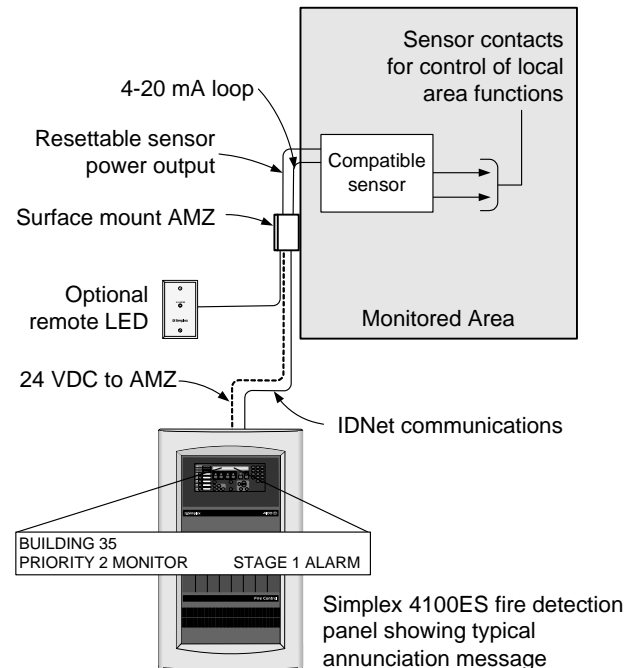 Sensor contacts
for control of local
area functions
4-20 mA loop
Resettable sensor
power output
Compatible
sensor
Surface mount AMZ
Optional
remote LED
Monitored Area
24 VDC to AMZ
IDNet communications
BUILDING 35
PRIORITY 2 MONITOR STAGE 1 ALARM
Fire Control
Simplex 4100ES fire detection
panel showing typical
annunciation message